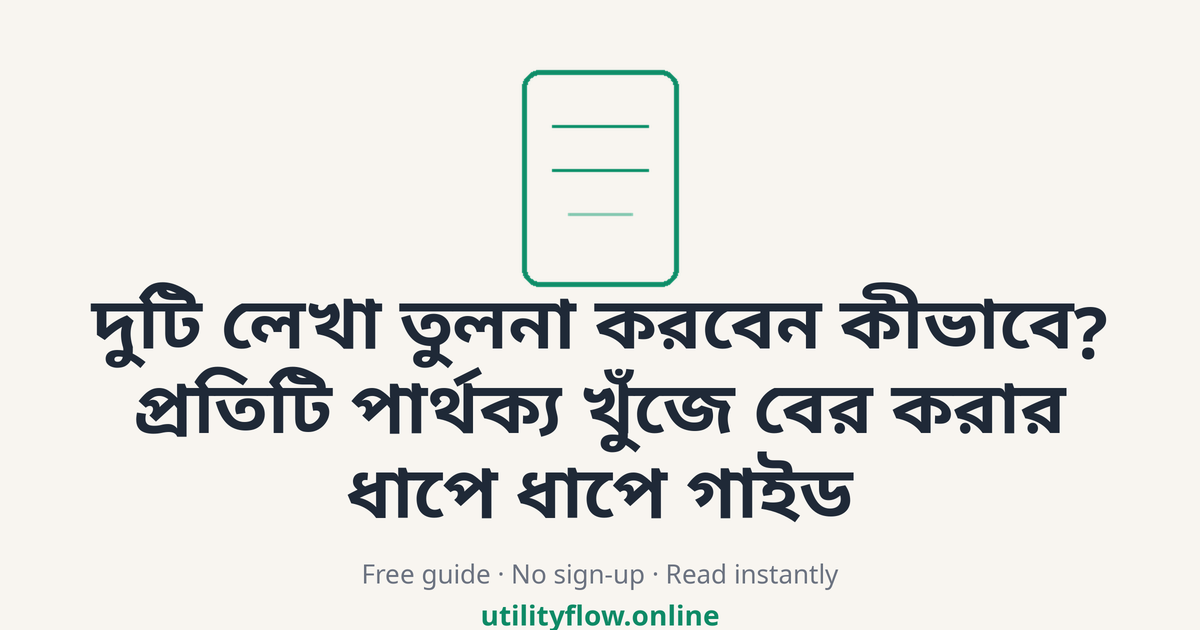 দুটি লেখা তুলনা করবেন কীভাবে?
প্রতিটি পার্থক্য খুঁজে বের করার
ধাপে ধাপে গাইড
Free guide · No sign-up · Read instantly
utilityflow.online